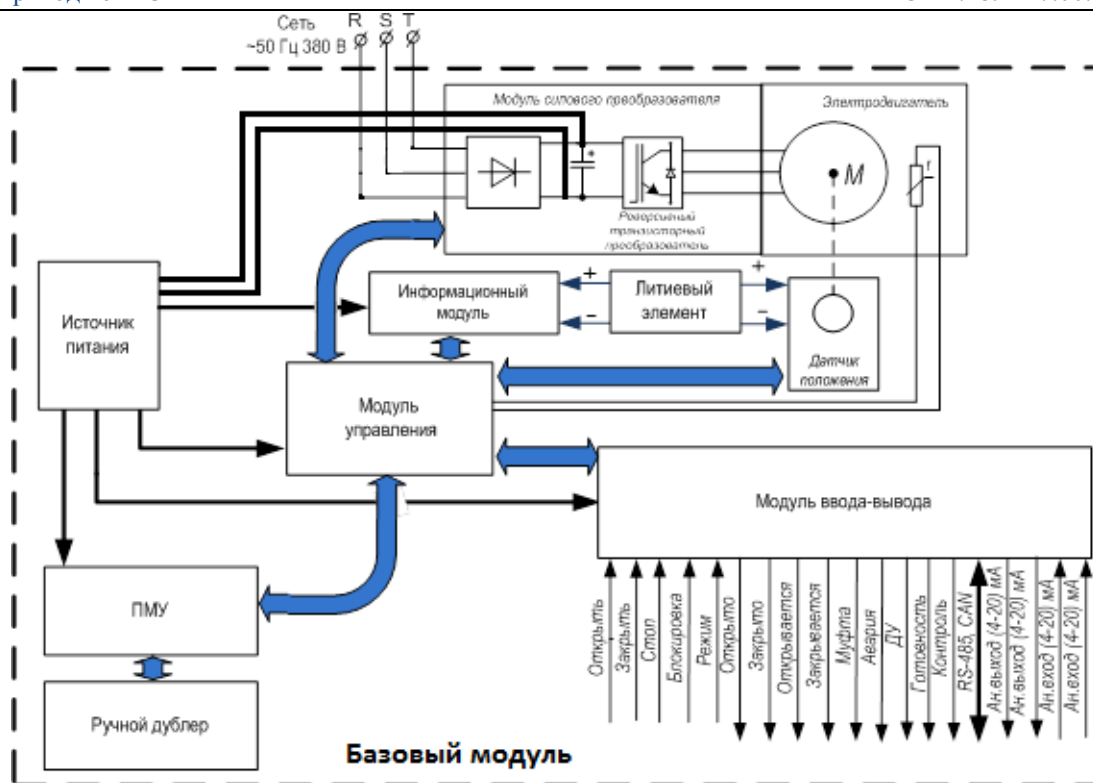 Сеть
~50 Гц 380 В
R S T
Модуль силового преобразователя
Электродвигатель
M
r
+
Реверсивный
транзисторный
преобразователь
Источник
питания
Информационный
модуль
+
−
Литиевый
элемент
+
−
Датчик
положения
Модуль
управления
Модуль ввода-вывода
ПМУ
Ручной дублер
Открыть
Закрыть
Стоп
Блокировка
Режим
Открыто
Закрыто
Открывается
Закрывается
Муфта
Авария
ДУ
Готовность
Контроль
RS-485, CAN
Ан.выход (4-20) мА
Ан.выход (4-20) мА
Ан.вход (4-20) мА
Ан.вход (4-20) мА
Базовый модуль